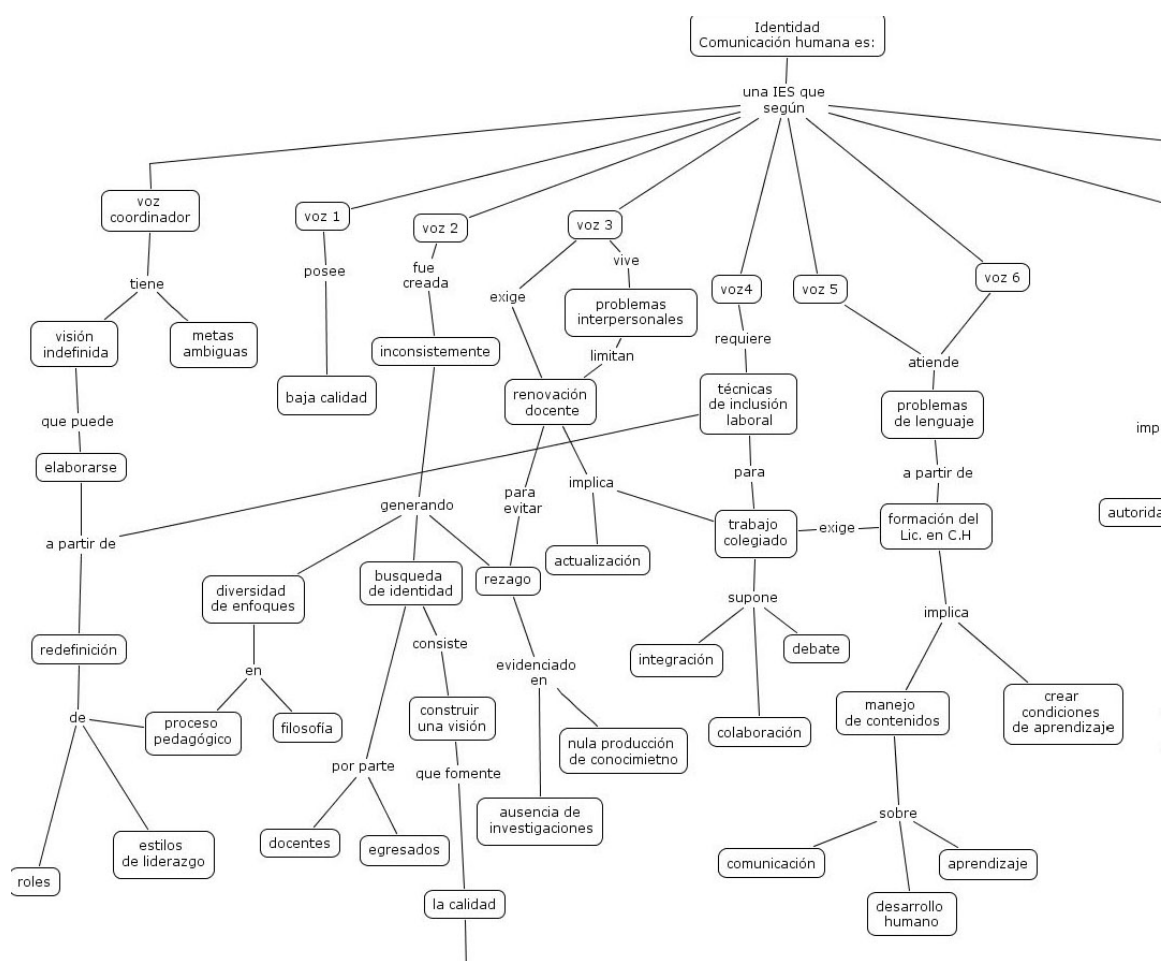 Identidad
Comunicación humana es:
una IES que
según
voz
coordinador
voz 1
voz 2
voz 3
voz4
voz 5
voz 6
tiene
posee
fue
creada
exige
vive
problemas
interpersonales
limitan
requiere
atiende
visión
indefinida
metas
ambiguas
inconsistemente
baja calidad
renovación
docente
técnicas
de inclusión
laboral
problemas
de lenguaje
que puede
elaborarse
a partir de
generando
para
evitar
implica
para
a partir de
imp
trabajo
colegiado
exige
formación del
Lic. en C.H
autorida
actualización
diversidad
de enfoques
busqueda
de identidad
rezago
supone
implica
redefinición
en
consiste
evidenciado
en
integración
debate
de
proceso
pedagógico
filosofía
construir
una visión
colaboración
manejo
de contenidos
crear
condiciones
de aprendizaje
nula producción
de conocimietno
por parte
que fomente
ausencia de
investigaciones
sobre
estilos
de liderazgo
roles
docentes
egresados
comunicación
aprendizaje
la calidad
desarrollo
humano